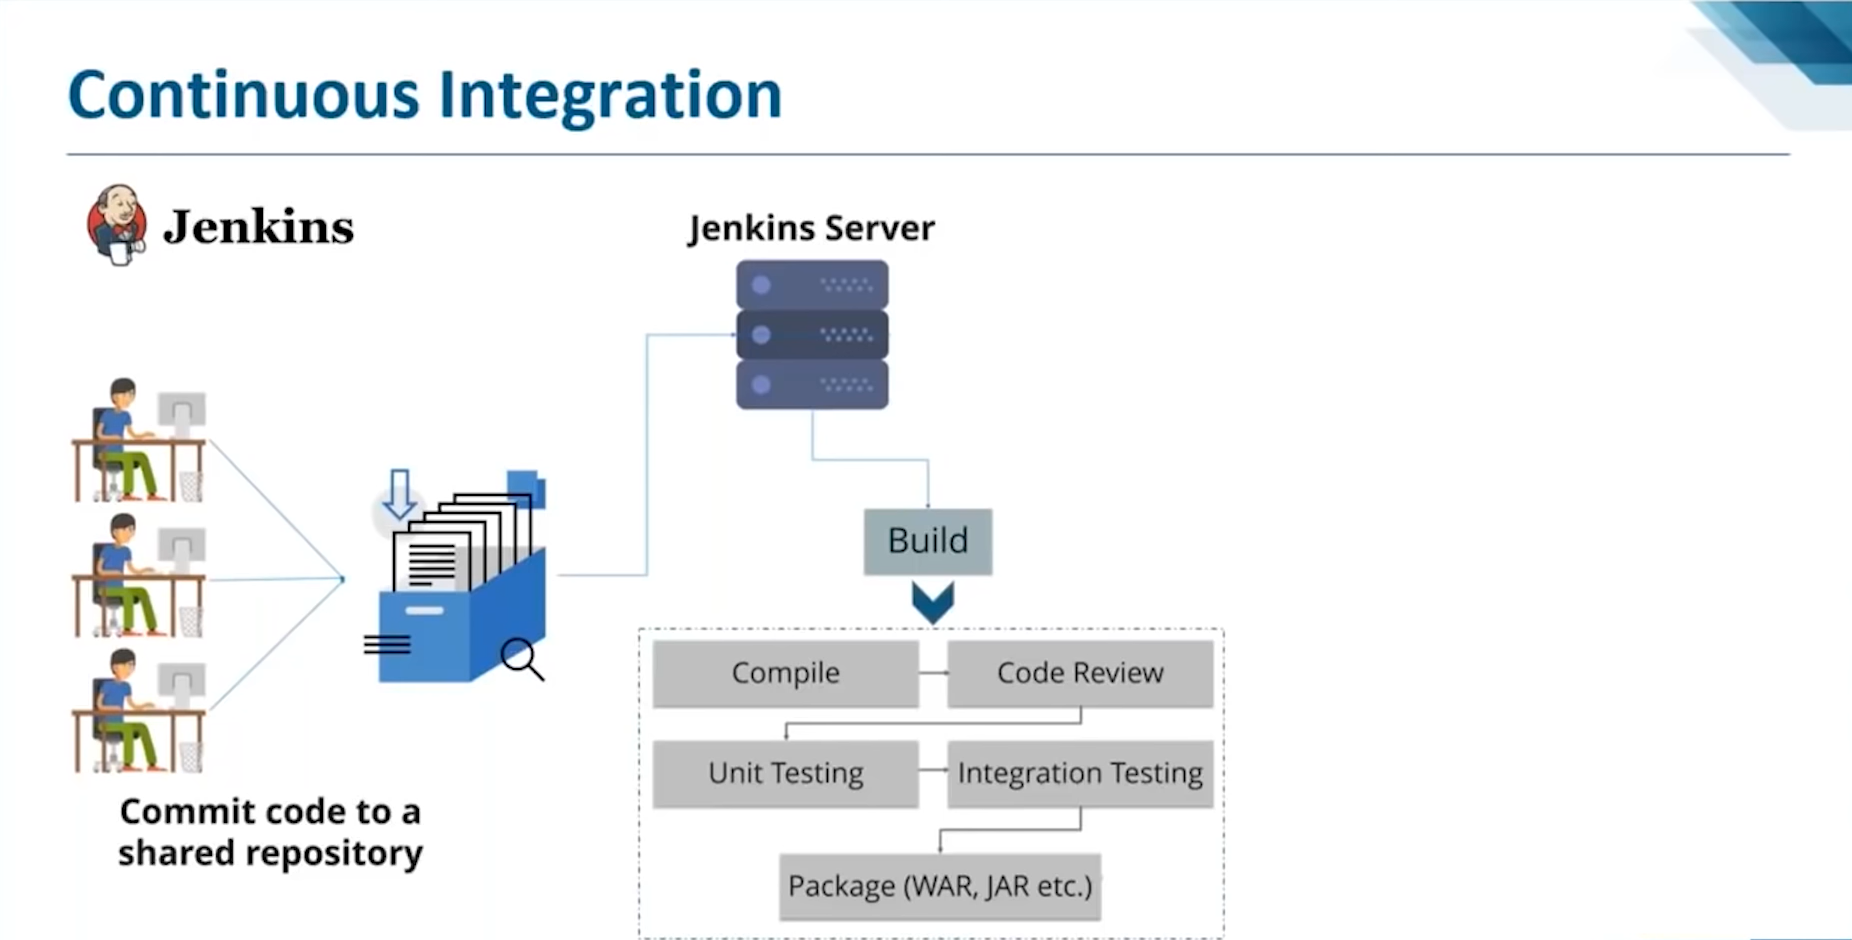 Continuous Integration
Jenkins
Jenkins Server
Build
Compile
Code Review
Unit Testing
Integration Testing
Package (WAR, JAR etc.)
Commit code to a
shared repository